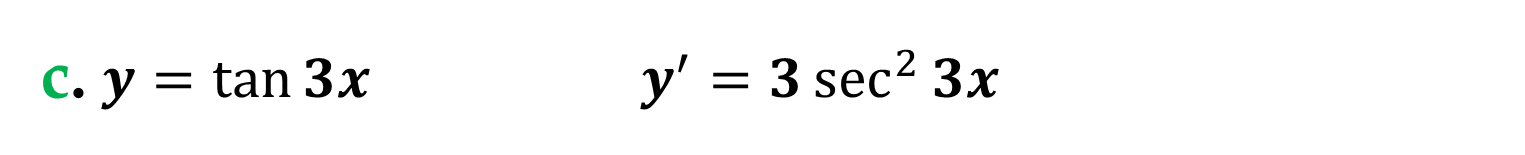 c. y = tan 3x y′ = 3 sec² 3x